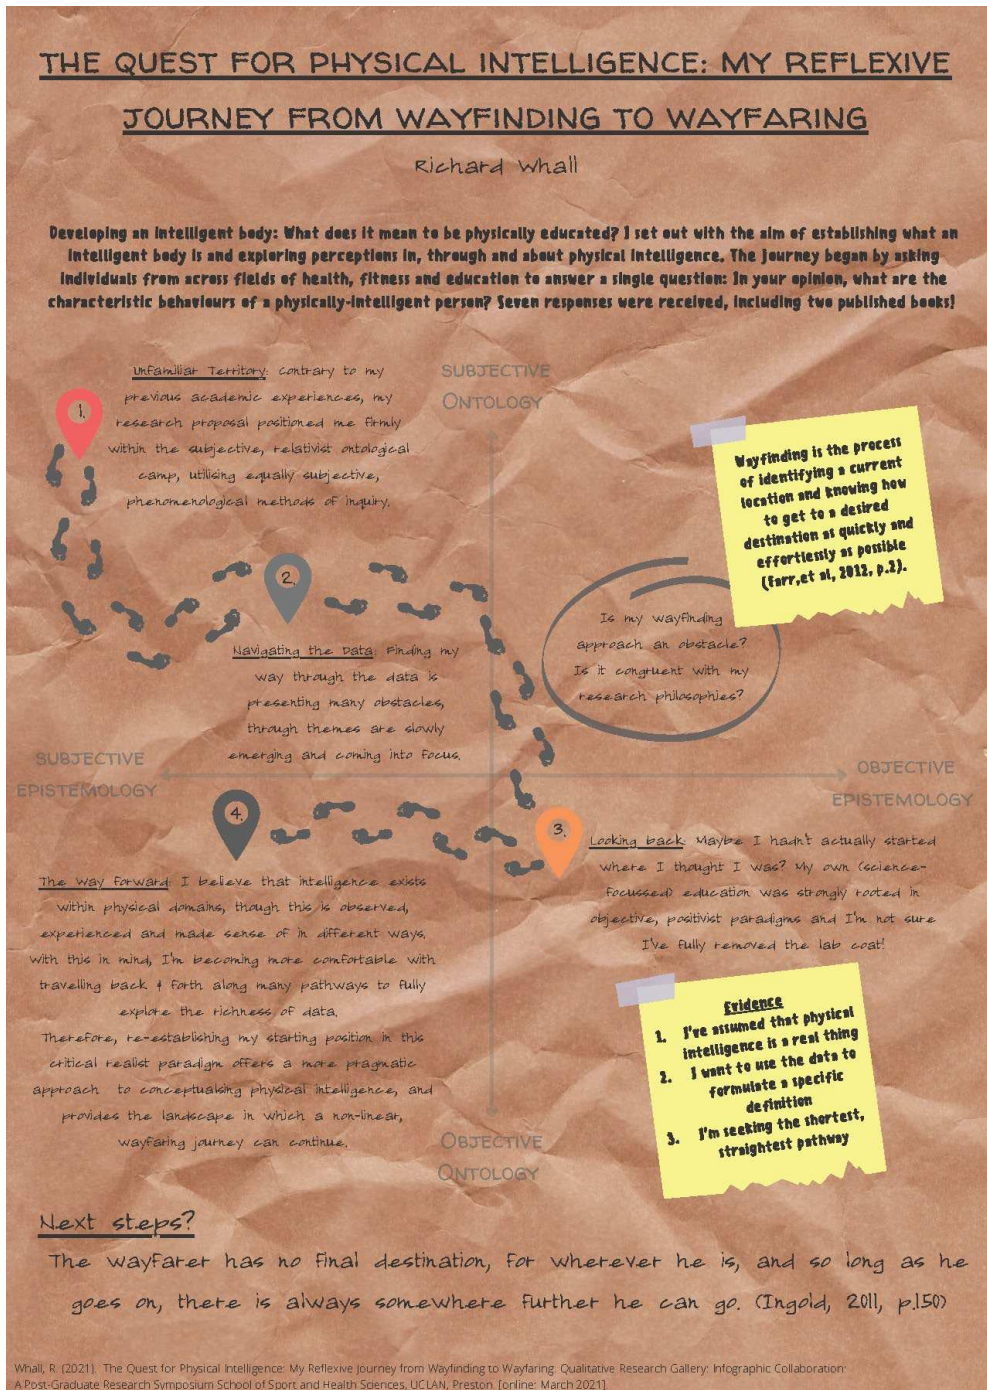 THE QUEST FOR PHYSICAL INTELLIGENCE: MY REFLEXIVE
JOURNEY FROM WAYFINDING TO WAYFARING
Richard Whall
Developing an intelligent body: What does it mean to be physically educated? I set out with the aim of establishing what an
intelligent body is and exploring perceptions in, through and about physical intelligence. The journey began by asking
individuals from across fields of health, fitness and education to answer a single question: In your opinion, what are the
characteristic behaviours of a physically-intelligent person? Seven responses were received, including two published books!
1.
Unfamiliar Territory: Contrary to my
previous academic experiences, my
research proposal positioned me firmly
within the subjective, relativist ontological
camp, utilising equally subjective,
phenomenological methods of inquiry.
SUBJECTIVE
ONTOLOGY
Wayfinding is the process
of identifying a current
location and knowing how
to get to a desired
destination as quickly and
effortlessly as possible
(Farr,et al, 2012, p.2).
2.
Navigating the Data: Finding my
way through the data is
presenting many obstacles,
through themes are slowly
emerging and coming into focus.
Is my wayfinding
approach an obstacle?
Is it congruent with my
research philosophies?
SUBJECTIVE
EPISTEMOLOGY
OBJECTIVE
EPISTEMOLOGY
3.
Looking back: Maybe I hadn't actually started
where I thought I was? My own (science-
focussed) education was strongly rooted in
objective, positivist paradigms and I'm not sure
I've fully removed the lab coat!
4.
The Way Forward: I believe that intelligence exists
within physical domains, though this is observed,
experienced and made sense of in different ways.
With this in mind, I'm becoming more comfortable with
travelling back & forth along many pathways to fully
explore the richness of data.
Therefore, re-establishing my starting position in this
critical realist paradigm offers a more pragmatic
approach to conceptualising physical intelligence, and
provides the landscape in which a non-linear,
wayfaring journey can continue.
Evidence
1. I've assumed that physical
intelligence is a real thing
2. I want to use the data to
formulate a specific
definition
3. I'm seeking the shortest,
straightest pathway
OBJECTIVE
ONTOLOGY
Next steps?
The wayfarer has no final destination, for wherever he is, and so long as he
goes on, there is always somewhere further he can go. (Ingold, 2011, p.150)
Whall, R. (2021). The Quest for Physical Intelligence: My Reflexive Journey from Wayfinding to Wayfaring. Qualitative Research Gallery: Infographic Collaboration:
A Post-Graduate Research Symposium School of Sport and Health Sciences, UCLAN, Preston. [online: March 2021]